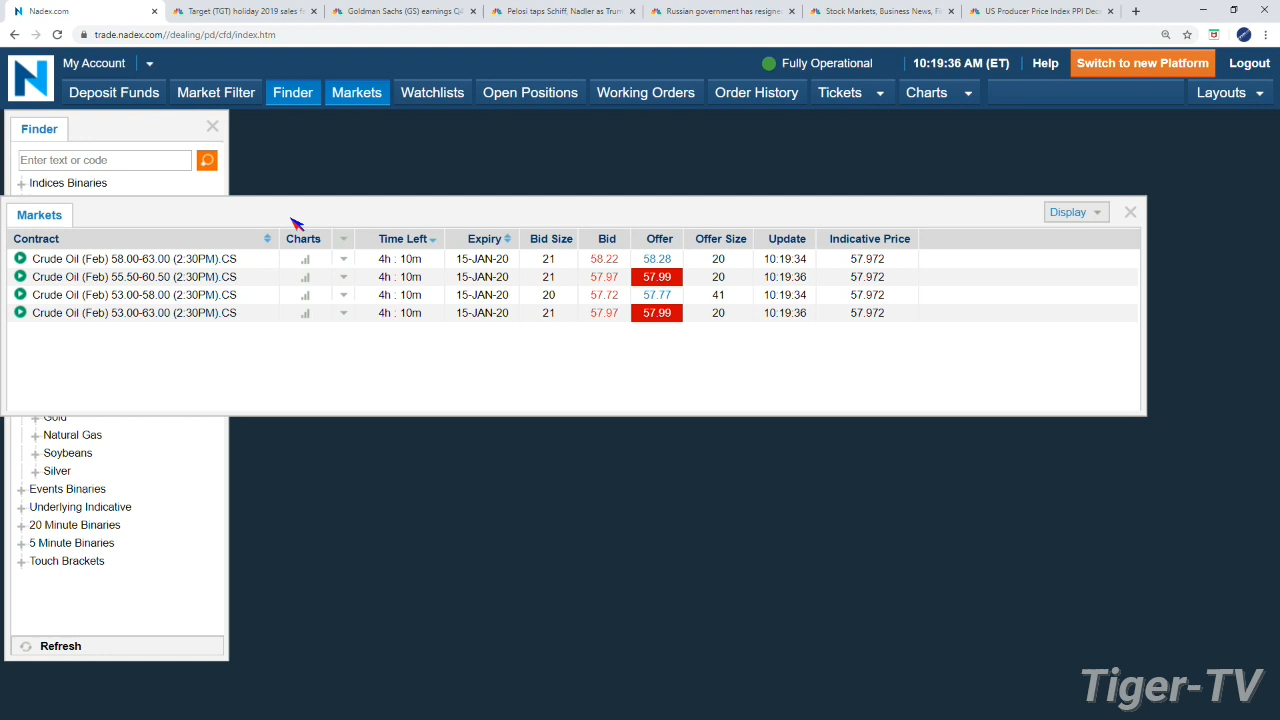 Nadex.com Target (TGT) holiday 2019 sales f Goldman Sachs (GS) earnings Q4 Pelosi taps Schiff, Nadler as Trum Russian government has resigne Stock Markets, Business News, F US Producer Price Index PPI Dec
trade.nadex.com//dealing/pd/cfd/index.htm
N My Account Fully Operational 10:19:36 AM (ET) Help Switch to new Platform Logout
Deposit Funds Market Filter Finder Markets Watchlists Open Positions Working Orders Order History Tickets Charts Layouts
Finder
Enter text or code
Indices Binaries
Markets Display
Contract Charts Time Left Expiry Bid Size Bid Offer Offer Size Update Indicative Price
Crude Oil (Feb) 58.00-63.00 (2:30PM).CS 4h : 10m 15-JAN-20 21 58.22 58.28 20 10:19:34 57.972
Crude Oil (Feb) 55.50-60.50 (2:30PM).CS 4h : 10m 15-JAN-20 21 57.97 57.99 20 10:19:36 57.972
Crude Oil (Feb) 53.00-58.00 (2:30PM).CS 4h : 10m 15-JAN-20 20 57.72 57.77 41 10:19:34 57.972
Crude Oil (Feb) 53.00-63.00 (2:30PM).CS 4h : 10m 15-JAN-20 21 57.97 57.99 20 10:19:36 57.972
Gold
Natural Gas
Soybeans
Silver
Events Binaries
Underlying Indicative
20 Minute Binaries
5 Minute Binaries
Touch Brackets
Refresh
Tiger-TV